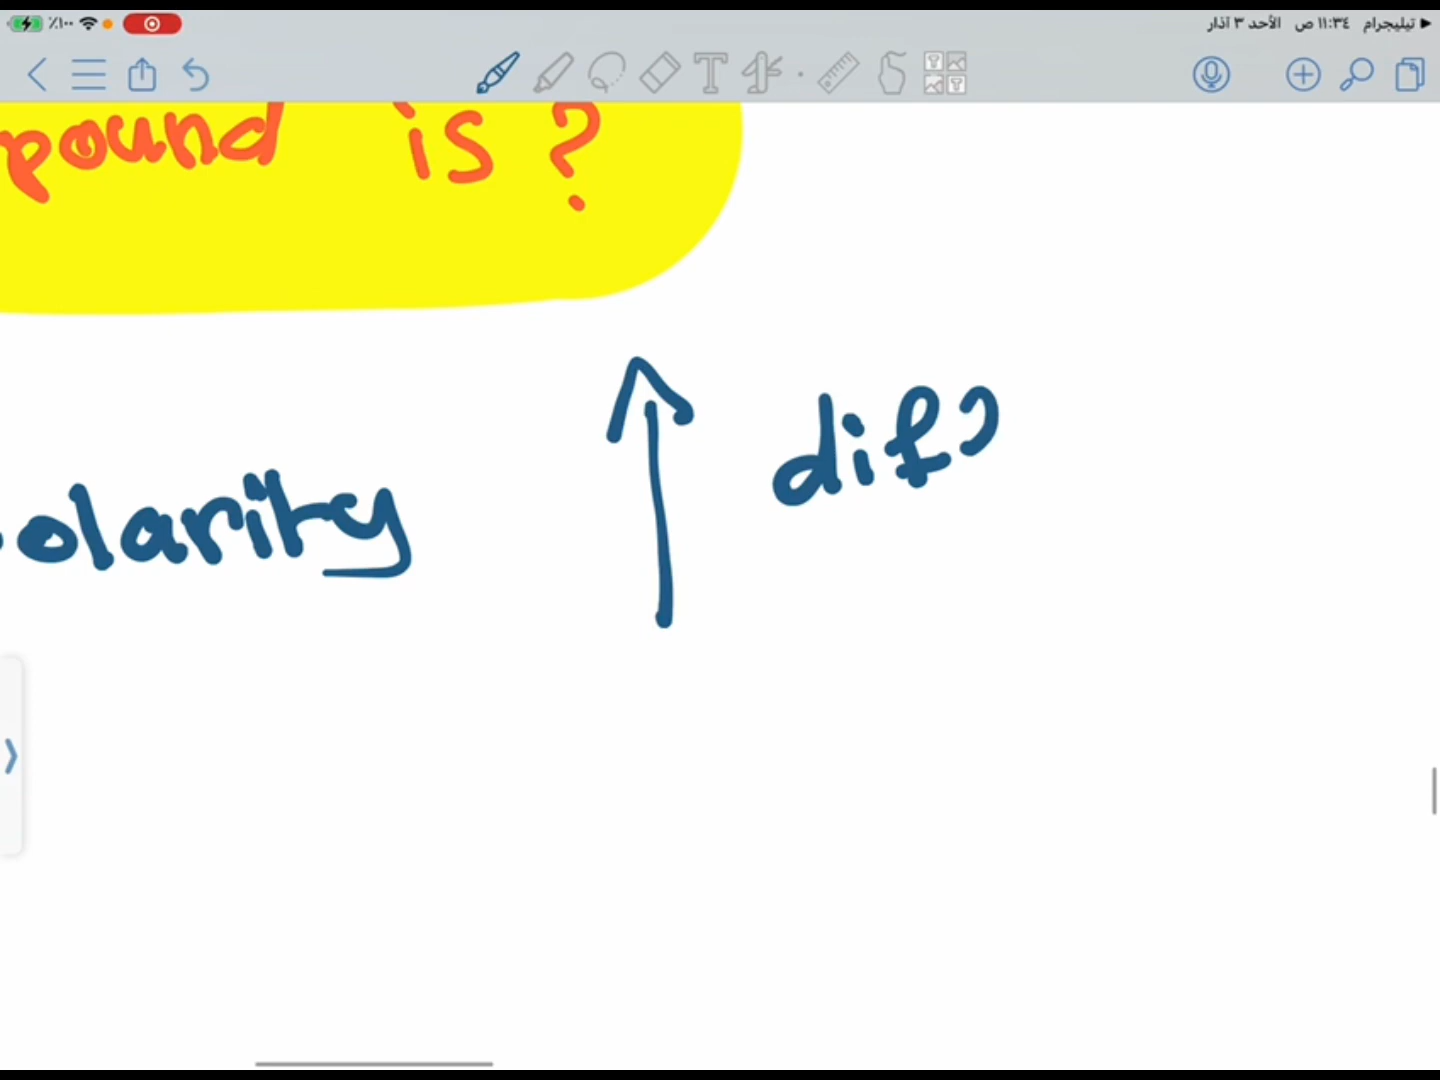 ٪١٠٠ الأحد ٣ آذار ١١:٣٤ ص تيليجرام
pound is?
olarity ↑ dif